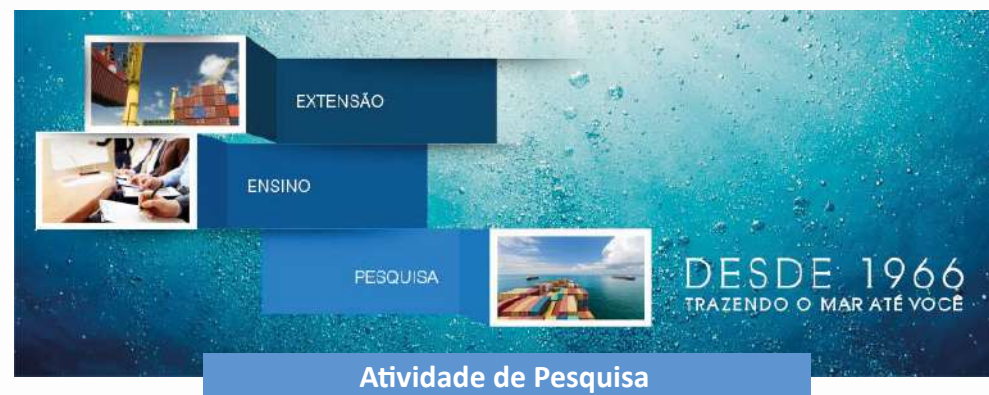 EXTENSÃO
ENSINO
PESQUISA
DESDE 1966
TRAZENDO O MAR ATÉ VOCÊ
Atividade de Pesquisa